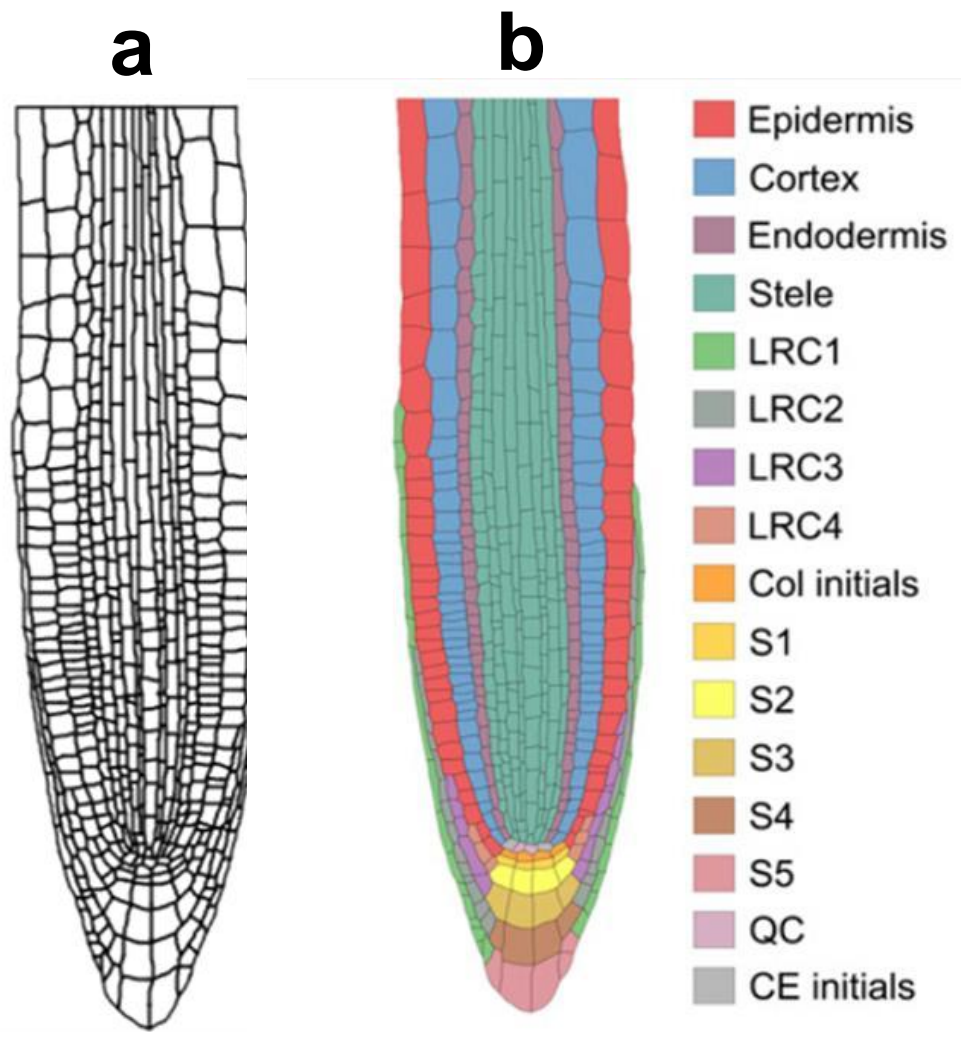 a
b
Epidermis
Cortex
Endodermis
Stele
LRC1
LRC2
LRC3
LRC4
Col initials
S1
S2
S3
S4
S5
QC
CE initials